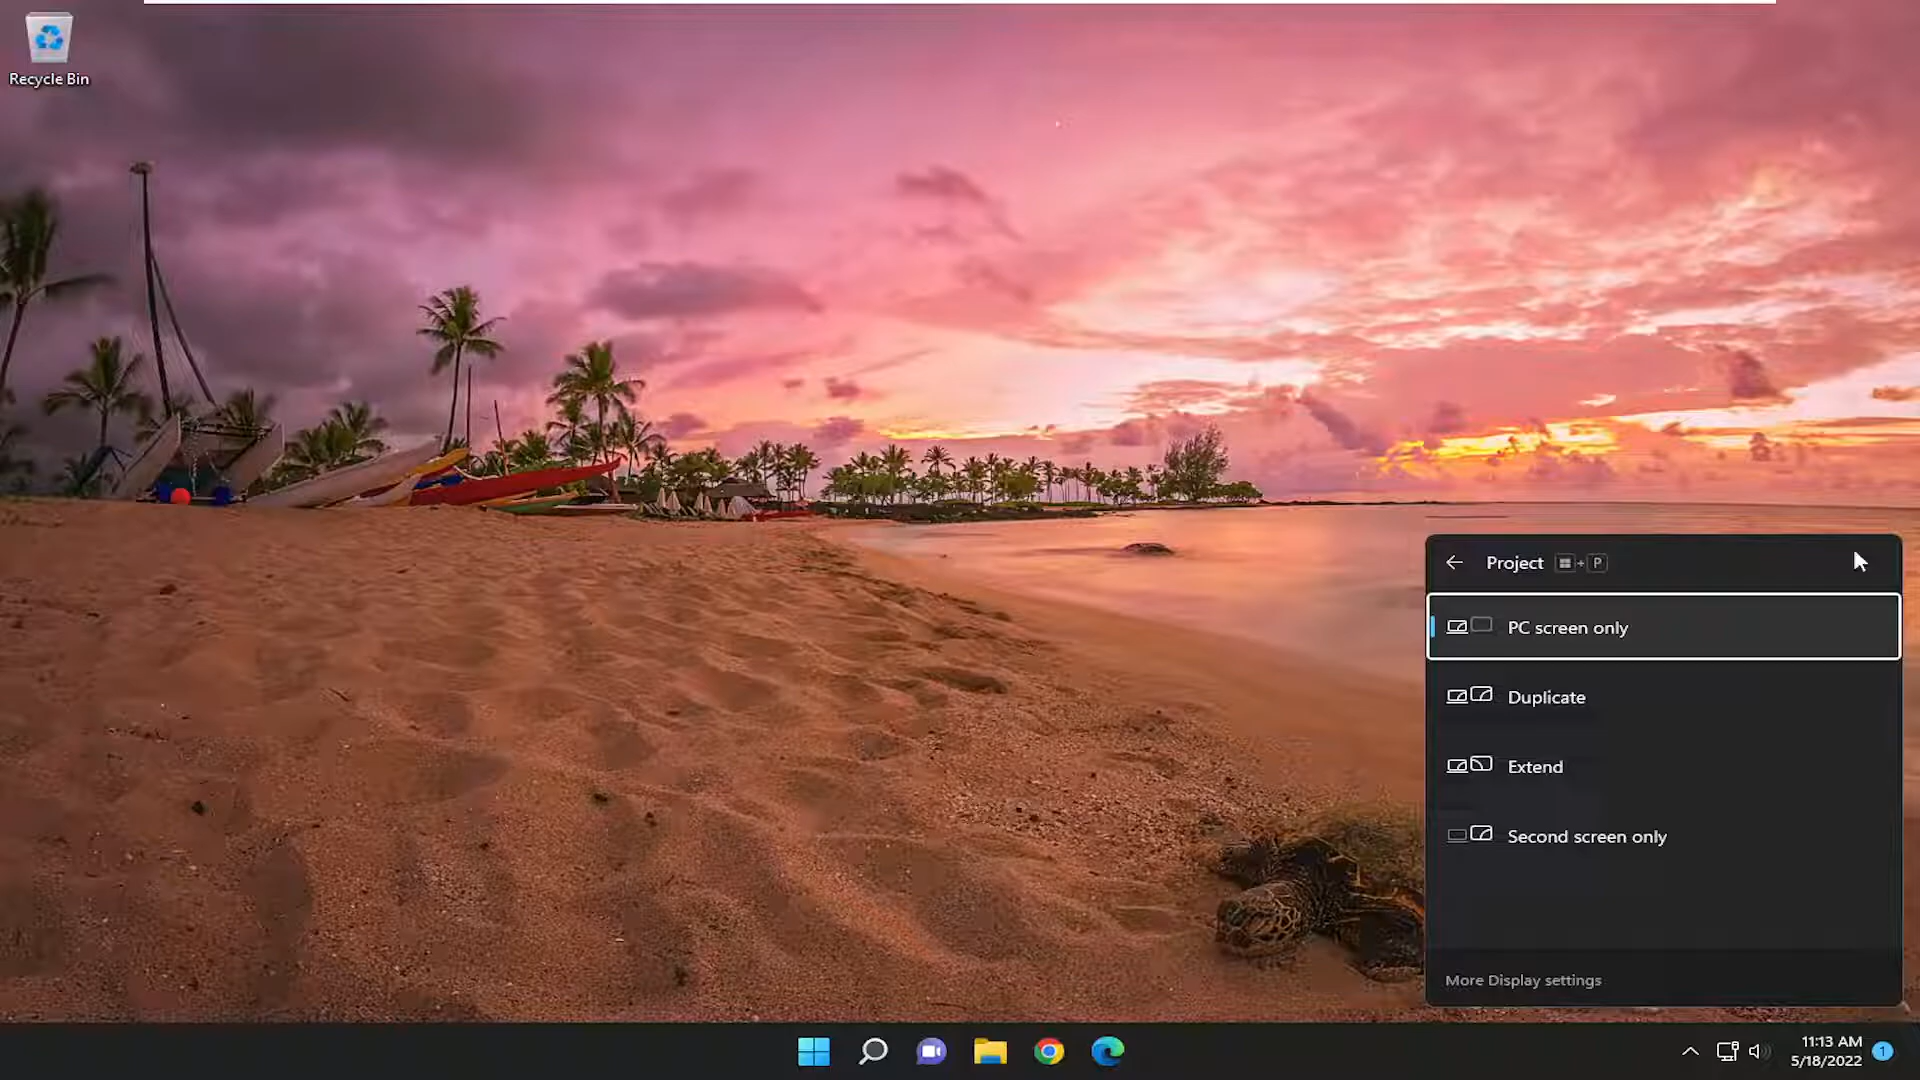 Recycle Bin
Project + P
PC screen only
Duplicate
Extend
Second screen only
More Display settings
11:13 AM
5/18/2022
1